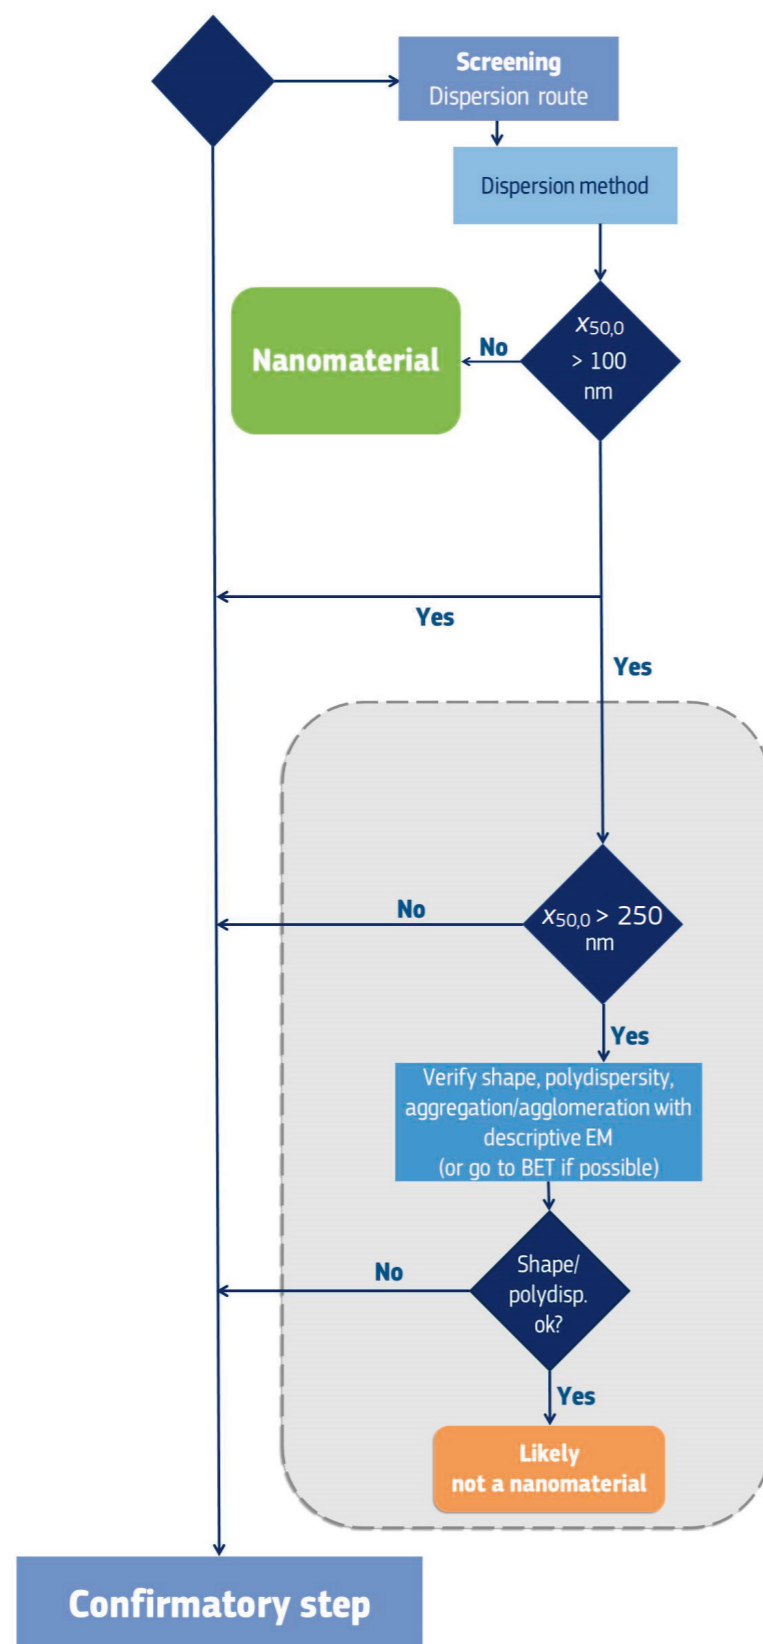 Screening
Dispersion route
Dispersion method
x50,0
> 100
nm
No
Nanomaterial
Yes
Yes
x50,0 > 250
nm
No
Yes
Verify shape, polydispersity,
aggregation/agglomeration with
descriptive EM
(or go to BET if possible)
Shape/
polydisp.
ok?
No
Yes
Likely
not a nanomaterial
Confirmatory step